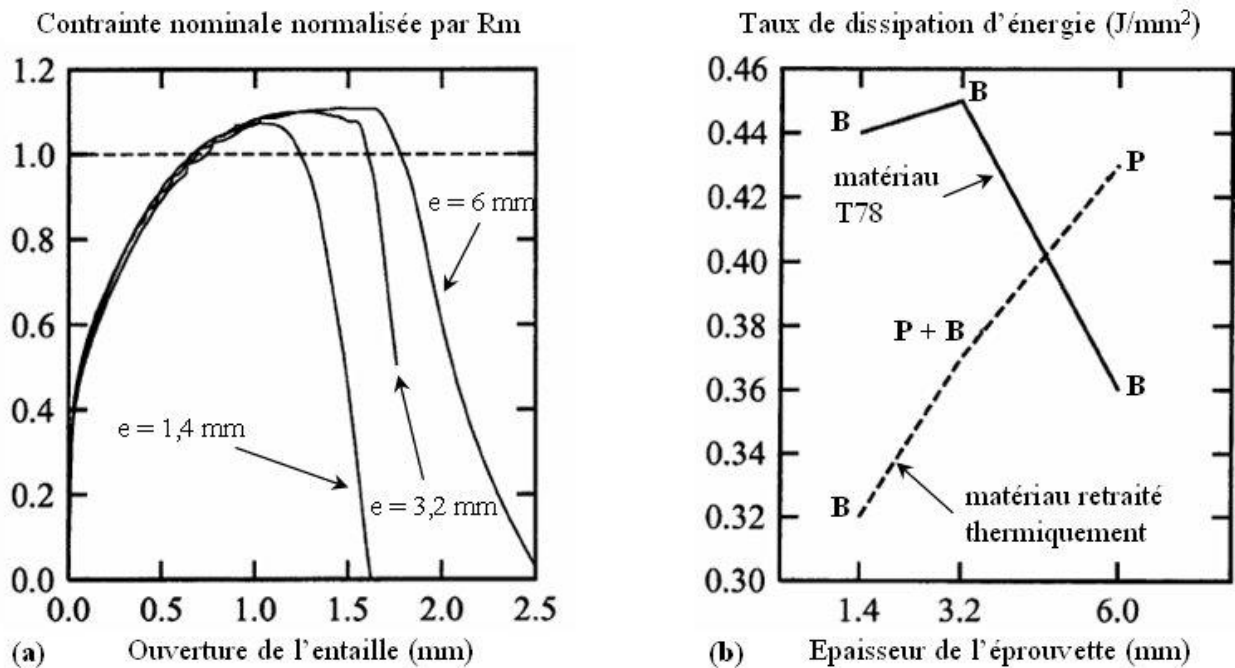 Contrainte nominale normalisée par Rm
1.2
1.0
0.8
0.6
0.4
0.2
0.0
e = 6 mm
e = 1,4 mm
e = 3,2 mm
0.0 0.5 1.0 1.5 2.0 2.5
(a) Ouverture de l'entaille (mm)
Taux de dissipation d'énergie (J/mm²)
0.46
0.44
0.42
0.40
0.38
0.36
0.34
0.32
0.30
B
B
P
matériau
T78
P + B
B
B
matériau retraité
thermiquement
1.4 3.2 6.0
(b) Epaisseur de l'éprouvette (mm)